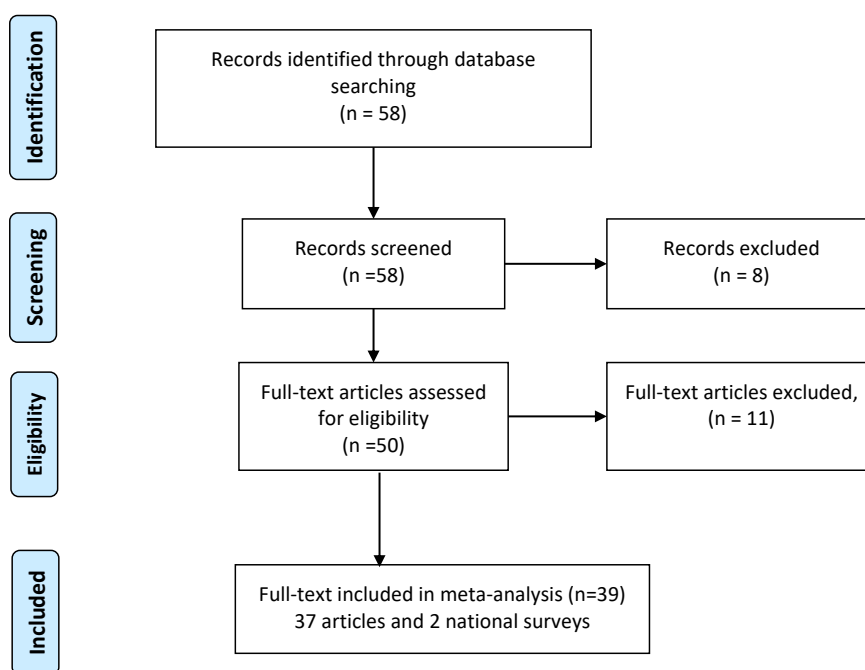 Identification
Records identified through database
searching
(n = 58)
Screening
Records screened
(n =58)
Records excluded
(n = 8)
Eligibility
Full-text articles assessed
for eligibility
(n =50)
Full-text articles excluded,
(n = 11)
Included
Full-text included in meta-analysis (n=39)
37 articles and 2 national surveys